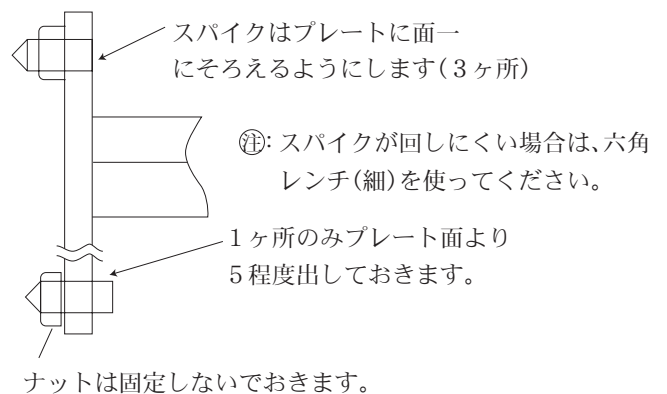 スパイクはプレートに面一
にそろえるようにします(3ヶ所)
㊟: スパイクが回しにくい場合は、六角
レンチ(細)を使ってください。
1ヶ所のみプレート面より
5程度出しておきます。
ナットは固定しないでおきます。